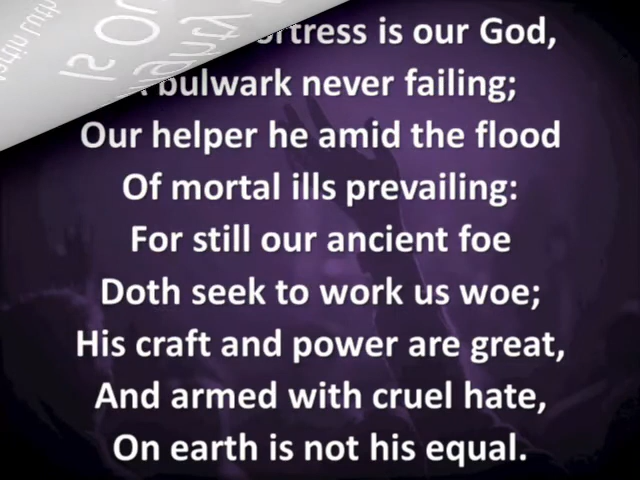 ortress is our God,
bulwark never failing;
Our helper he amid the flood
Of mortal ills prevailing:
For still our ancient foe
Doth seek to work us woe;
His craft and power are great,
And armed with cruel hate,
On earth is not his equal.